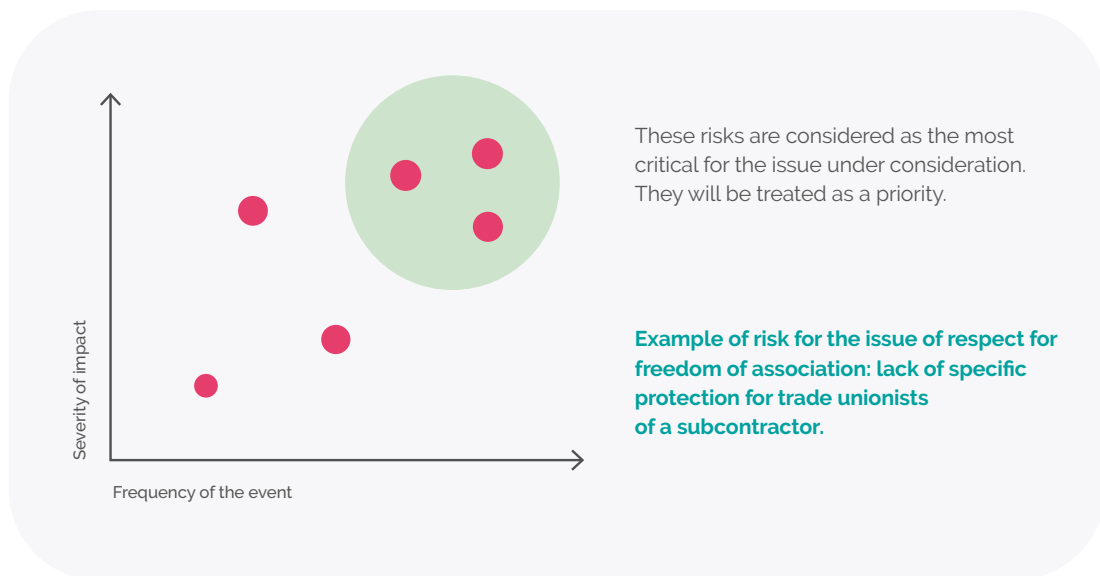 These risks are considered as the most
critical for the issue under consideration.
They will be treated as a priority.
Example of risk for the issue of respect for
freedom of association: lack of specific
protection for trade unionists
of a subcontractor.
Severity of impact
Frequency of the event